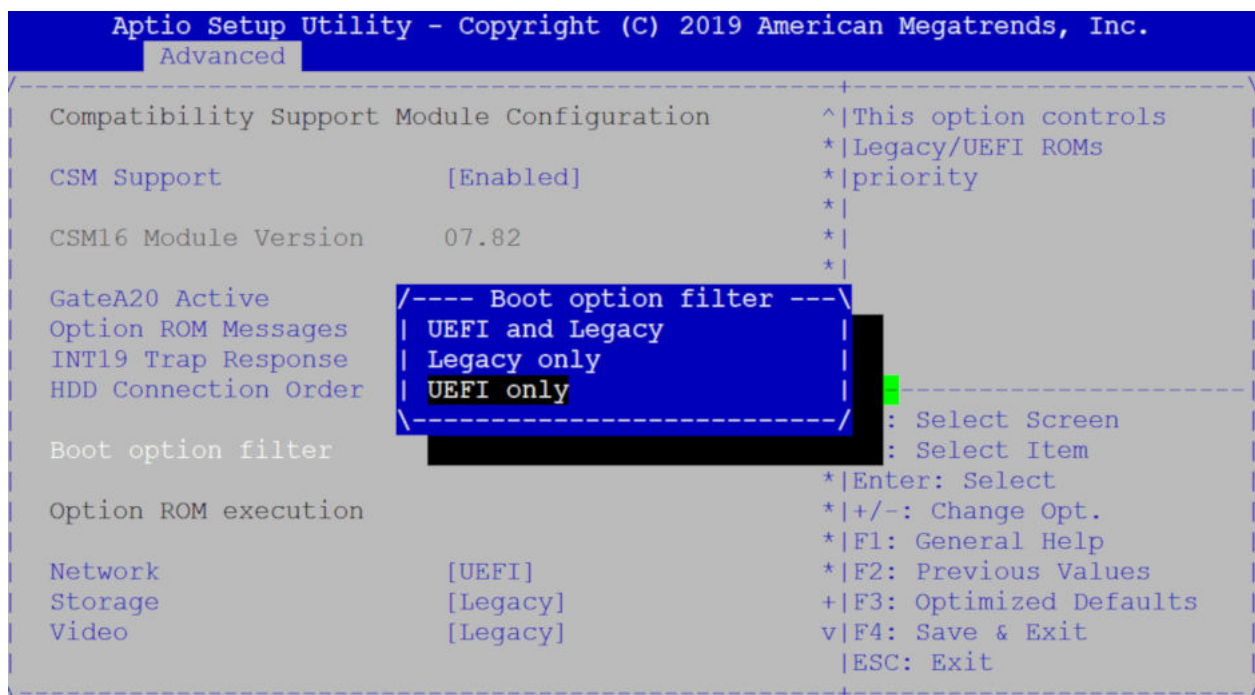 Aptio Setup Utility - Copyright (C) 2019 American Megatrends, Inc.
Advanced
/----------------------------------------------------+-------------------------\
Compatibility Support Module Configuration ^|This option controls
*|Legacy/UEFI ROMs
CSM Support [Enabled] *|priority
*|
CSM16 Module Version 07.82 *|
*|
GateA20 Active /---- Boot option filter ---\
Option ROM Messages | UEFI and Legacy |
INT19 Trap Response | Legacy only |
HDD Connection Order | UEFI only |
\---------------------------/ : Select Screen
Boot option filter : Select Item
*|Enter: Select
Option ROM execution *|+/-: Change Opt.
*|F1: General Help
Network [UEFI] *|F2: Previous Values
Storage [Legacy] +|F3: Optimized Defaults
Video [Legacy] v|F4: Save & Exit
|ESC: Exit